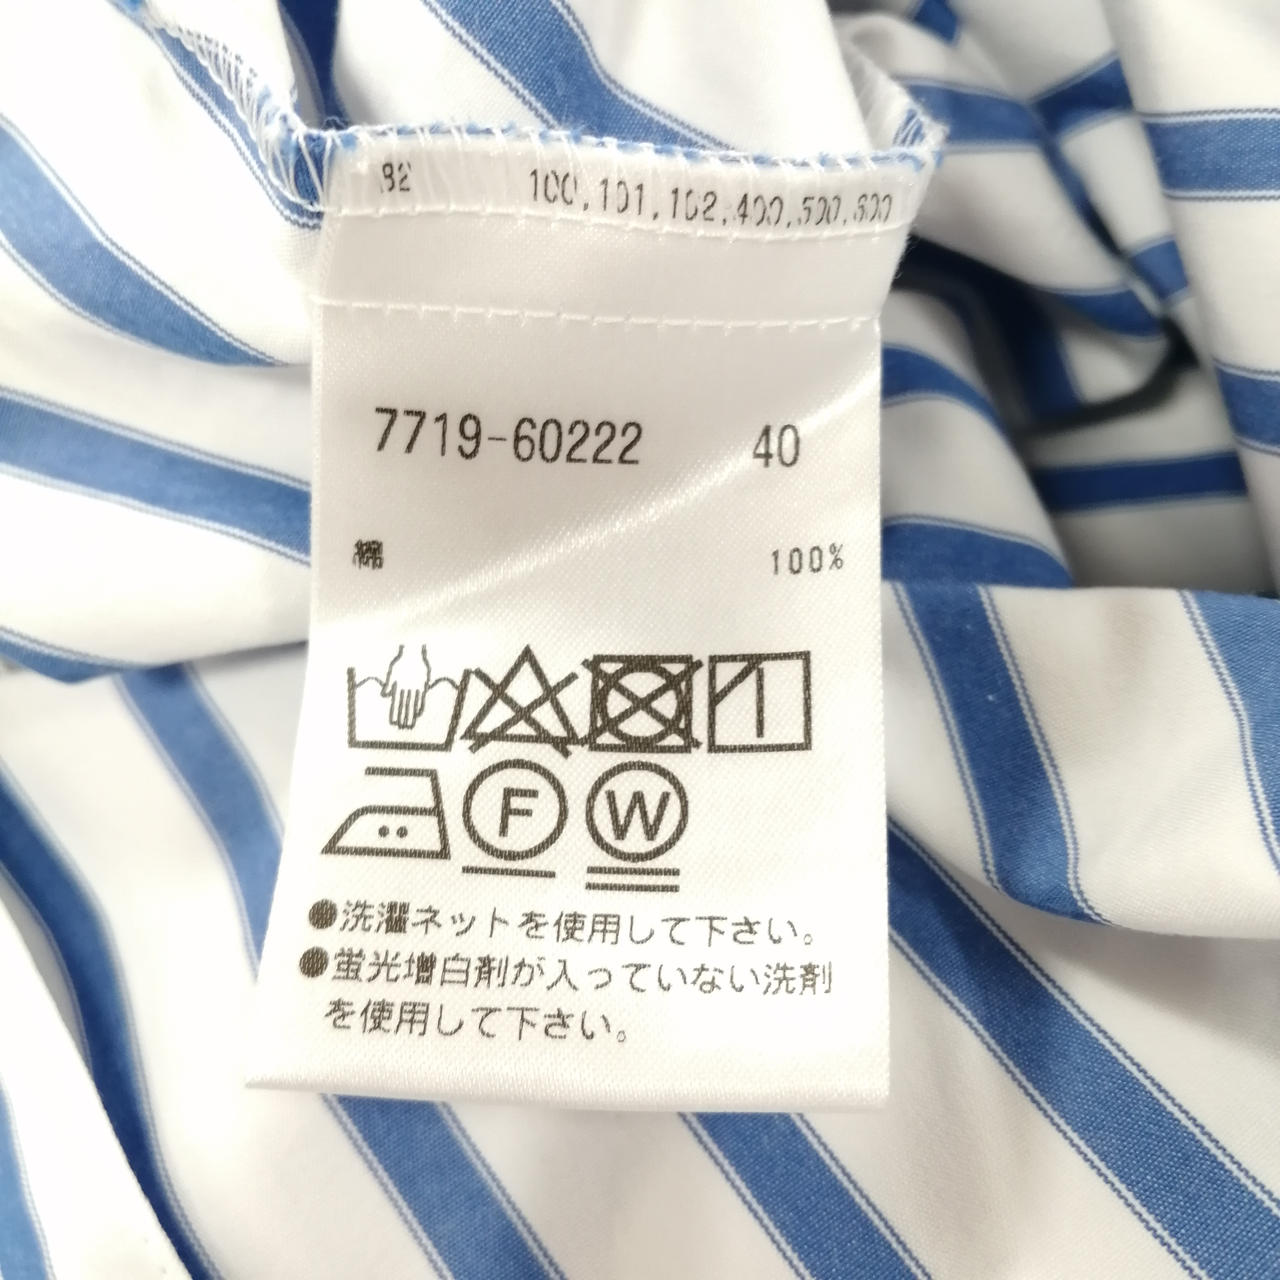 82 100,101,102,400,500,600
7719-60222 40
綿 100%
F W
●洗濯ネットを使用して下さい。
●蛍光増白剤が入っていない洗剤
を使用して下さい。